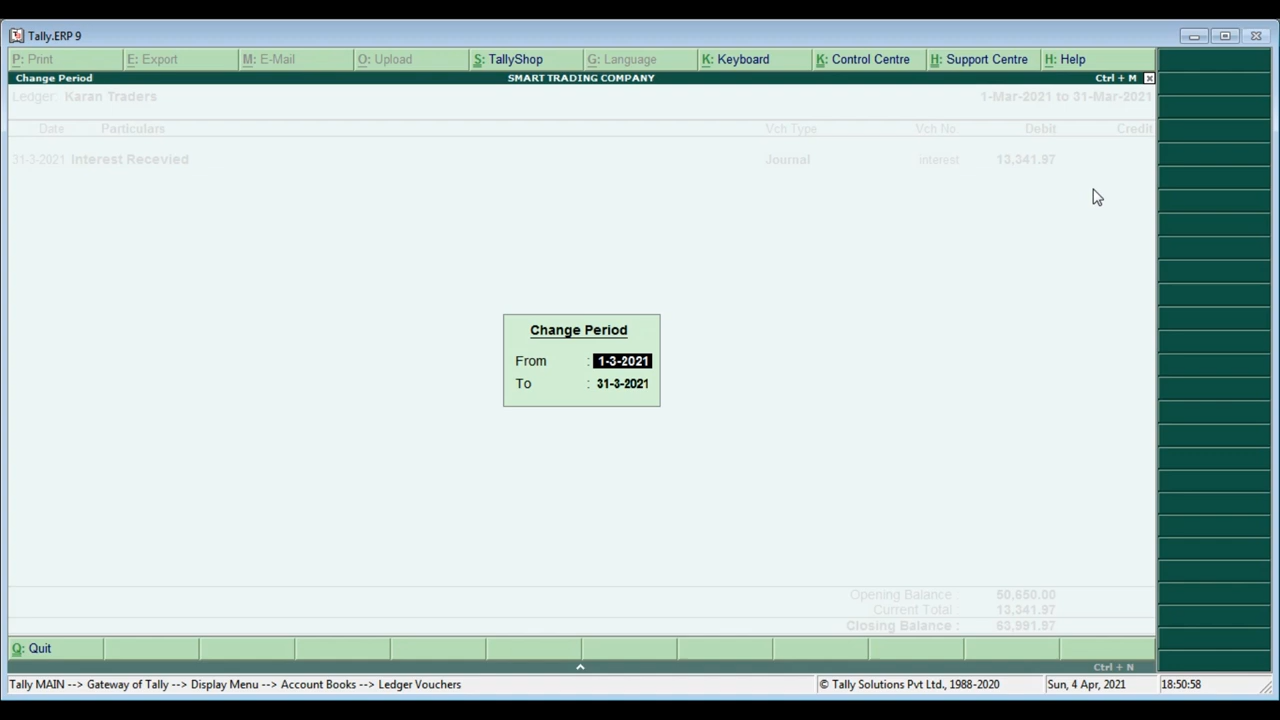 Tally.ERP 9
P: Print E: Export M: E-Mail O: Upload S: TallyShop G: Language K: Keyboard K: Control Centre H: Support Centre H: Help
Change Period SMART TRADING COMPANY Ctrl + M
Ledger: Karan Traders 1-Mar-2021 to 31-Mar-2021
Date Particulars Vch Type Vch No. Debit Credit
31-3-2021 Interest Recevied Journal interest 13,341.97
Change Period
From : 1-3-2021
To : 31-3-2021
Opening Balance : 50,650.00
Current Total : 13,341.97
Closing Balance : 63,991.97
Q: Quit
Ctrl + N
Tally MAIN --> Gateway of Tally --> Display Menu --> Account Books --> Ledger Vouchers © Tally Solutions Pvt Ltd., 1988-2020 Sun, 4 Apr, 2021 18:50:58